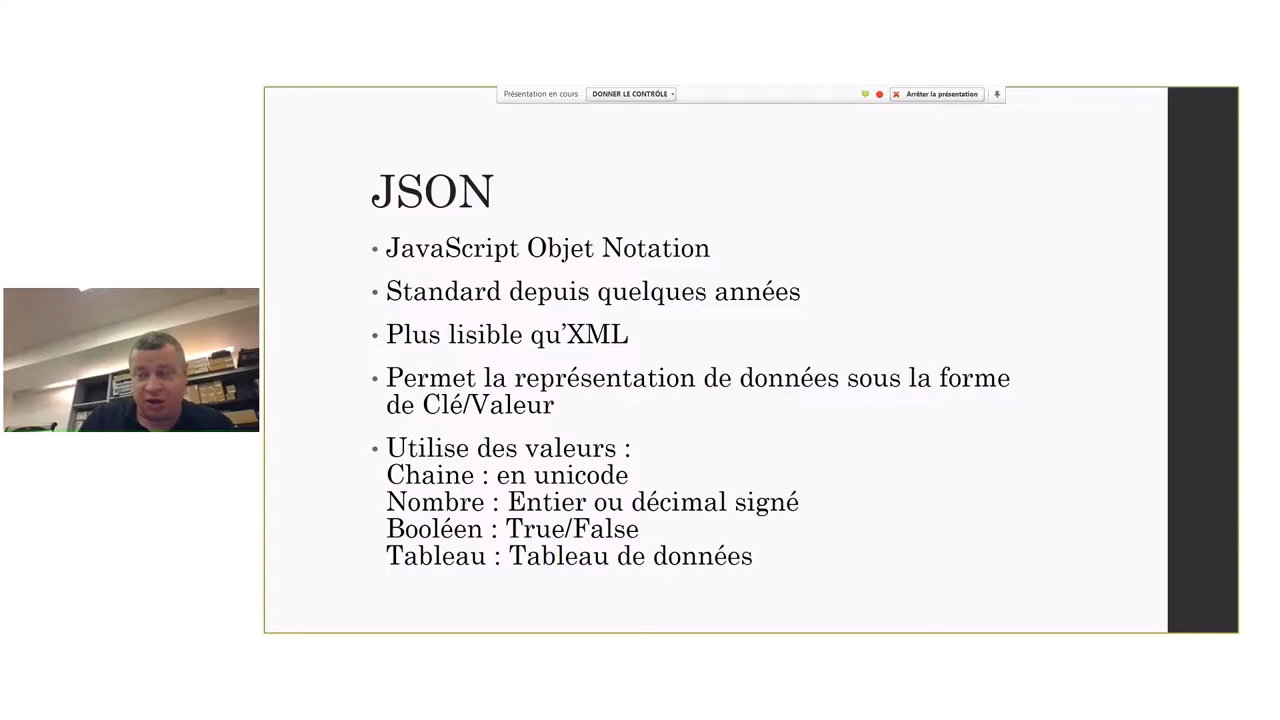 Présentation en cours DONNER LE CONTRÔLE Arrêter la présentation
JSON
• JavaScript Objet Notation
• Standard depuis quelques années
• Plus lisible qu’XML
• Permet la représentation de données sous la forme
de Clé/Valeur
• Utilise des valeurs :
Chaine : en unicode
Nombre : Entier ou décimal signé
Booléen : True/False
Tableau : Tableau de données